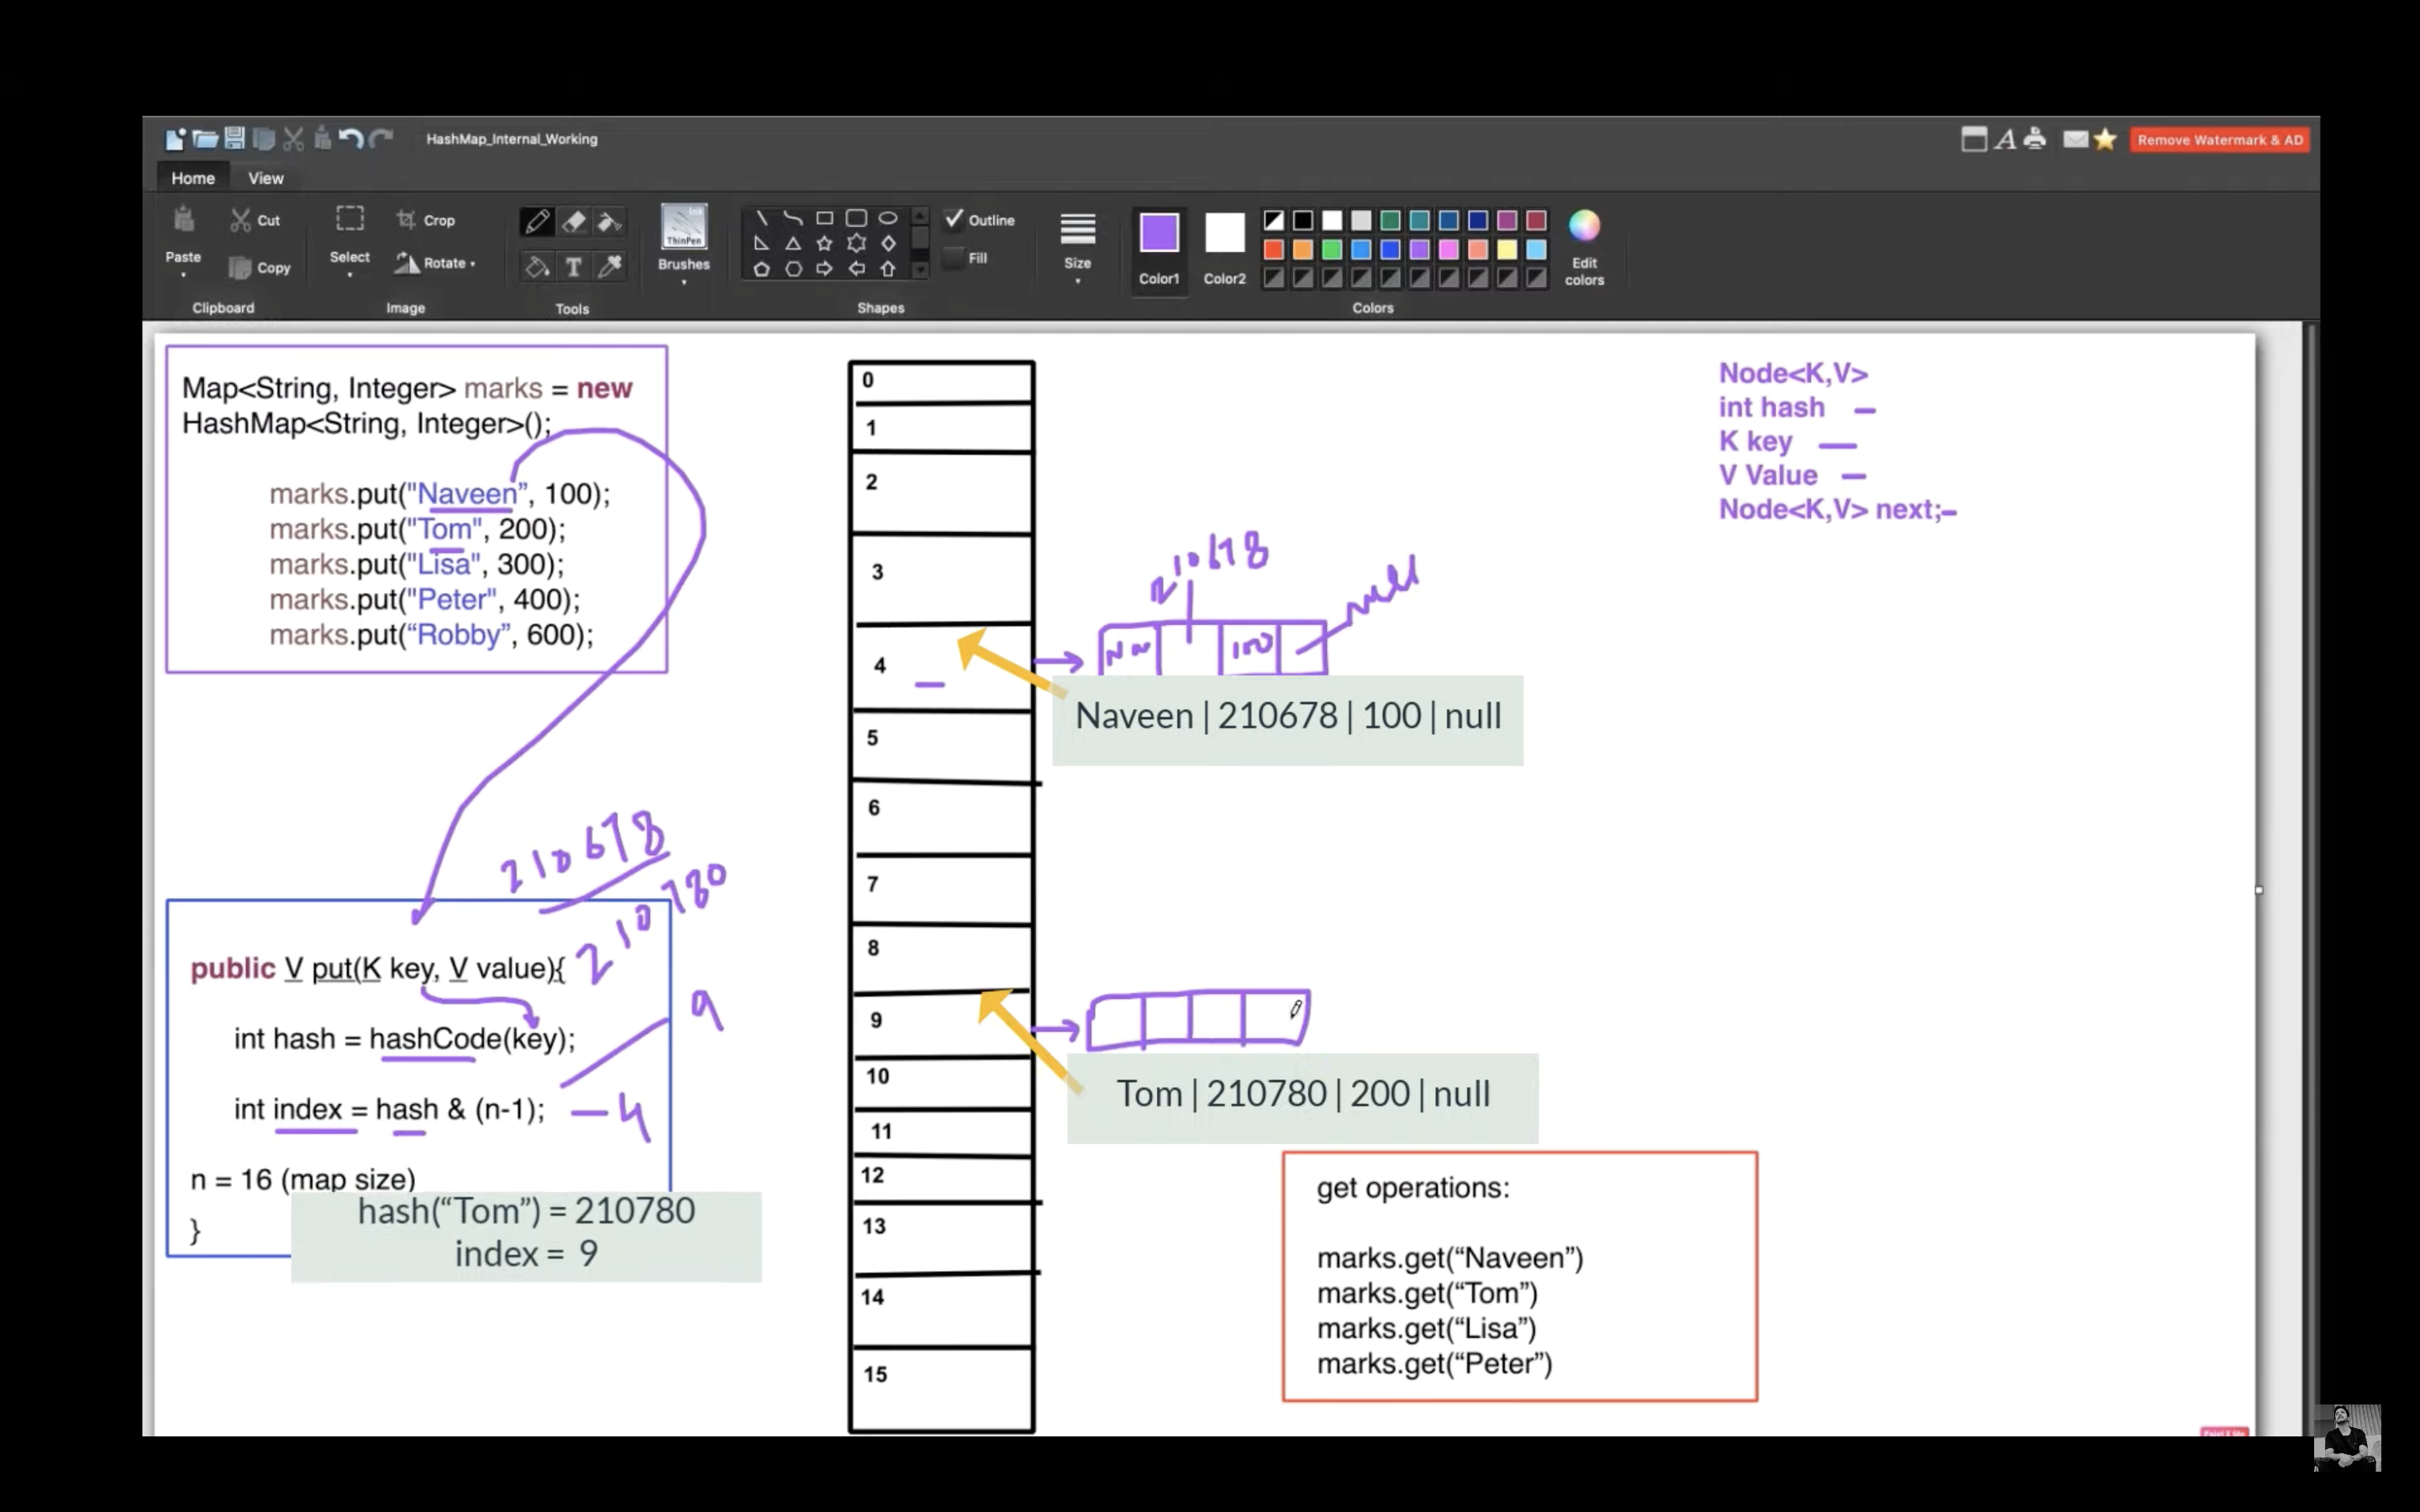 HashMap_Internal_Working
Remove Watermark & AD
Home View
Cut
Crop
Ink
ThinPen
Outline
Paste
Copy
Select
Rotate
Brushes
Fill
Size
Color1
Color2
Edit
colors
Clipboard
Image
Tools
Shapes
Colors
Map<String, Integer> marks = new
HashMap<String, Integer>();
marks.put("Naveen”, 100);
marks.put("Tom", 200);
marks.put("Lisa", 300);
marks.put("Peter", 400);
marks.put(“Robby”, 600);
210678
210780
public V put(K key, V value){
int hash = hashCode(key);
9
int index = hash & (n-1); — 4
n = 16 (map size)
}
hash(“Tom”) = 210780
index = 9
0
1
2
3
4
5
6
7
8
9
10
11
12
13
14
15
210678
null
100
Naveen | 210678 | 100 | null
Tom | 210780 | 200 | null
Node<K,V>
int hash
K key
V Value
Node<K,V> next;
get operations:
marks.get(“Naveen”)
marks.get(“Tom”)
marks.get(“Lisa”)
marks.get(“Peter”)